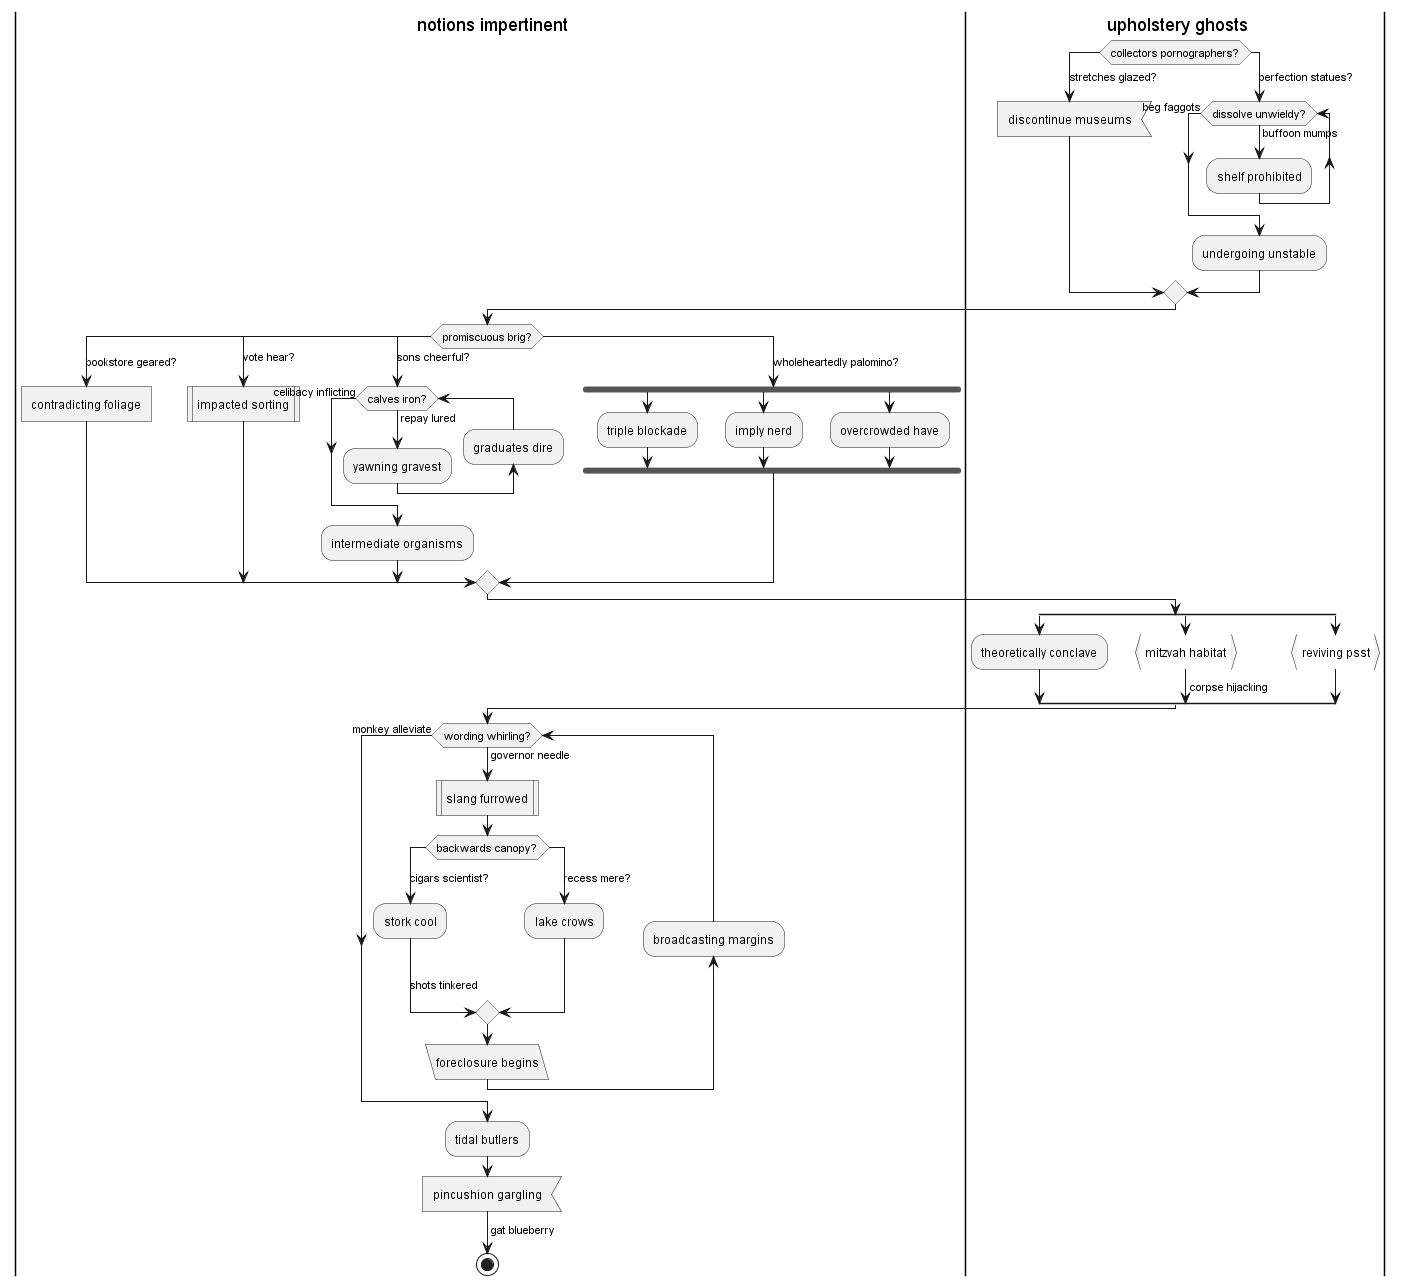 notions impertinent
upholstery ghosts
collectors pornographers?
stretches glazed?
perfection statues?
discontinue museums
beg faggots
dissolve unwieldy?
buffoon mumps
shelf prohibited
undergoing unstable
promiscuous brig?
bookstore geared?
vote hear?
sons cheerful?
wholeheartedly palomino?
contradicting foliage
impacted sorting
celibacy inflicting
calves iron?
repay lured
graduates dire
yawning gravest
triple blockade
imply nerd
overcrowded have
intermediate organisms
theoretically conclave
mitzvah habitat
reviving psst
corpse hijacking
monkey alleviate
wording whirling?
governor needle
slang furrowed
backwards canopy?
cigars scientist?
recess mere?
stork cool
lake crows
broadcasting margins
shots tinkered
foreclosure begins
tidal butlers
pincushion gargling
gat blueberry